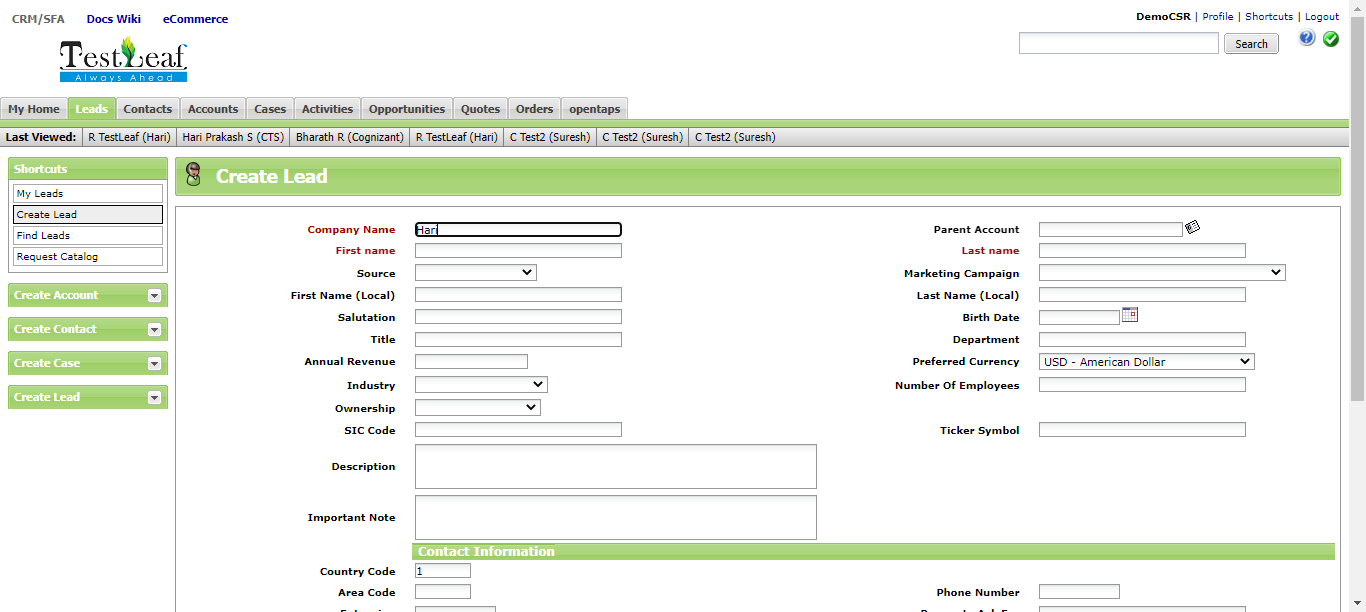 CRM/SFA Docs Wiki eCommerce
DemoCSR | Profile | Shortcuts | Logout
TestLeaf
Always Ahead
Search
My Home Leads Contacts Accounts Cases Activities Opportunities Quotes Orders opentaps
Last Viewed: R TestLeaf (Hari) Hari Prakash S (CTS) Bharath R (Cognizant) R TestLeaf (Hari) C Test2 (Suresh) C Test2 (Suresh) C Test2 (Suresh)
Shortcuts
My Leads
Create Lead
Find Leads
Request Catalog
Create Account
Create Contact
Create Case
Create Lead
Create Lead
Company Name Hari Parent Account
First name Last name
Source Marketing Campaign
First Name (Local) Last Name (Local)
Salutation Birth Date
Title Department
Annual Revenue Preferred Currency USD - American Dollar
Industry Number Of Employees
Ownership
SIC Code Ticker Symbol
Description
Important Note
Contact Information
Country Code 1
Area Code Phone Number